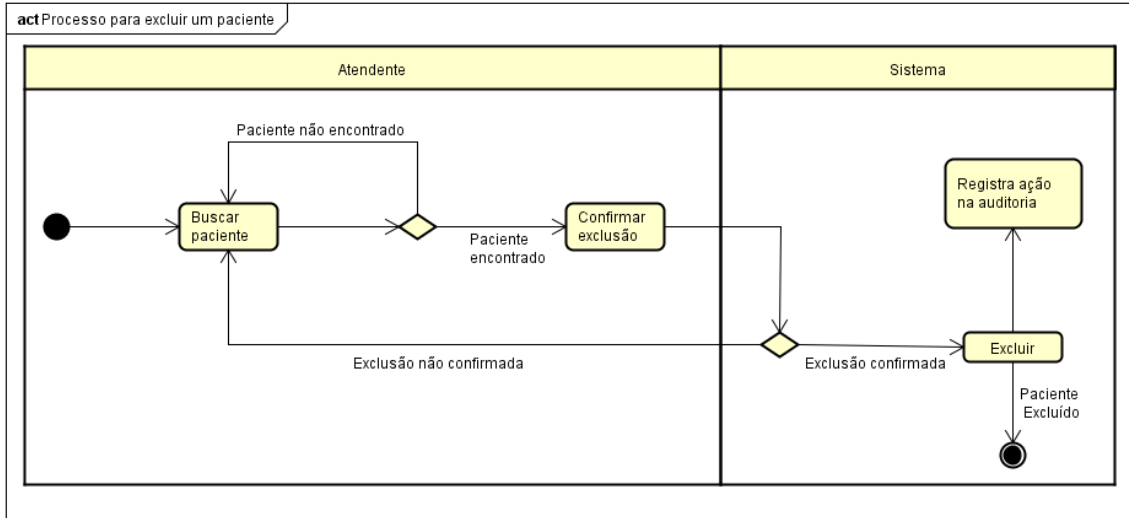 act Processo para excluir um paciente
Atendente
Sistema
Paciente não encontrado
Registra ação
na auditoria
Buscar
paciente
Confirmar
exclusão
Paciente
encontrado
Excluir
Exclusão não confirmada
Exclusão confirmada
Paciente
Excluído